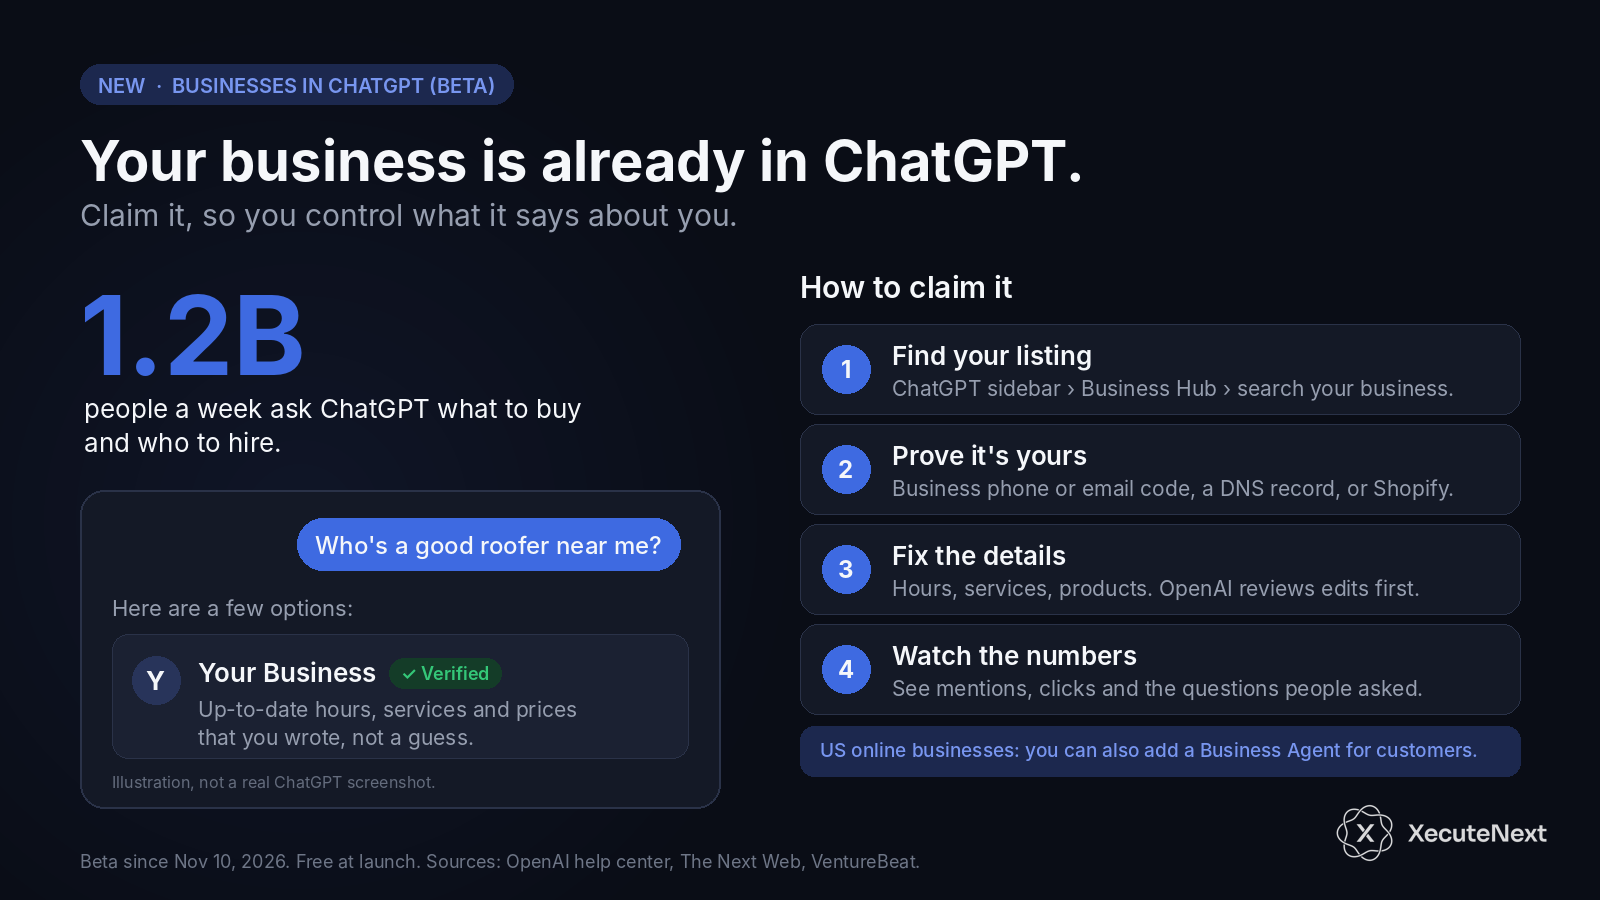 NEW · BUSINESSES IN CHATGPT (BETA)
Your business is already in ChatGPT.
Claim it, so you control what it says about you.
1.2B
people a week ask ChatGPT what to buy
and who to hire.
Who's a good roofer near me?
Here are a few options:
Y
Your Business ✓ Verified
Up-to-date hours, services and prices
that you wrote, not a guess.
Illustration, not a real ChatGPT screenshot.
How to claim it
1
Find your listing
ChatGPT sidebar › Business Hub › search your business.
2
Prove it's yours
Business phone or email code, a DNS record, or Shopify.
3
Fix the details
Hours, services, products. OpenAI reviews edits first.
4
Watch the numbers
See mentions, clicks and the questions people asked.
US online businesses: you can also add a Business Agent for customers.
X XecuteNext
Beta since Nov 10, 2026. Free at launch. Sources: OpenAI help center, The Next Web, VentureBeat.